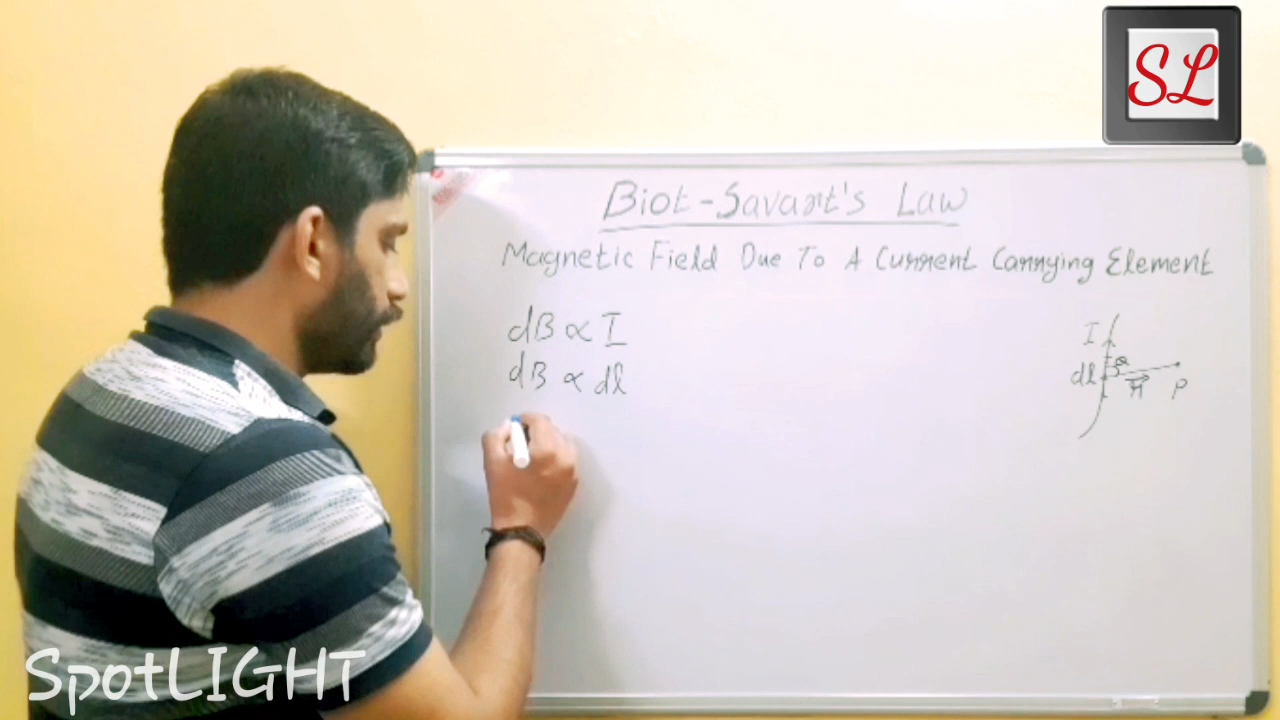 SL
Biot-Savart's Law
Magnetic Field Due To A Current Carrying Element
dB ∝ I
dB ∝ dl
I
dl
r
P
SpotLIGHT